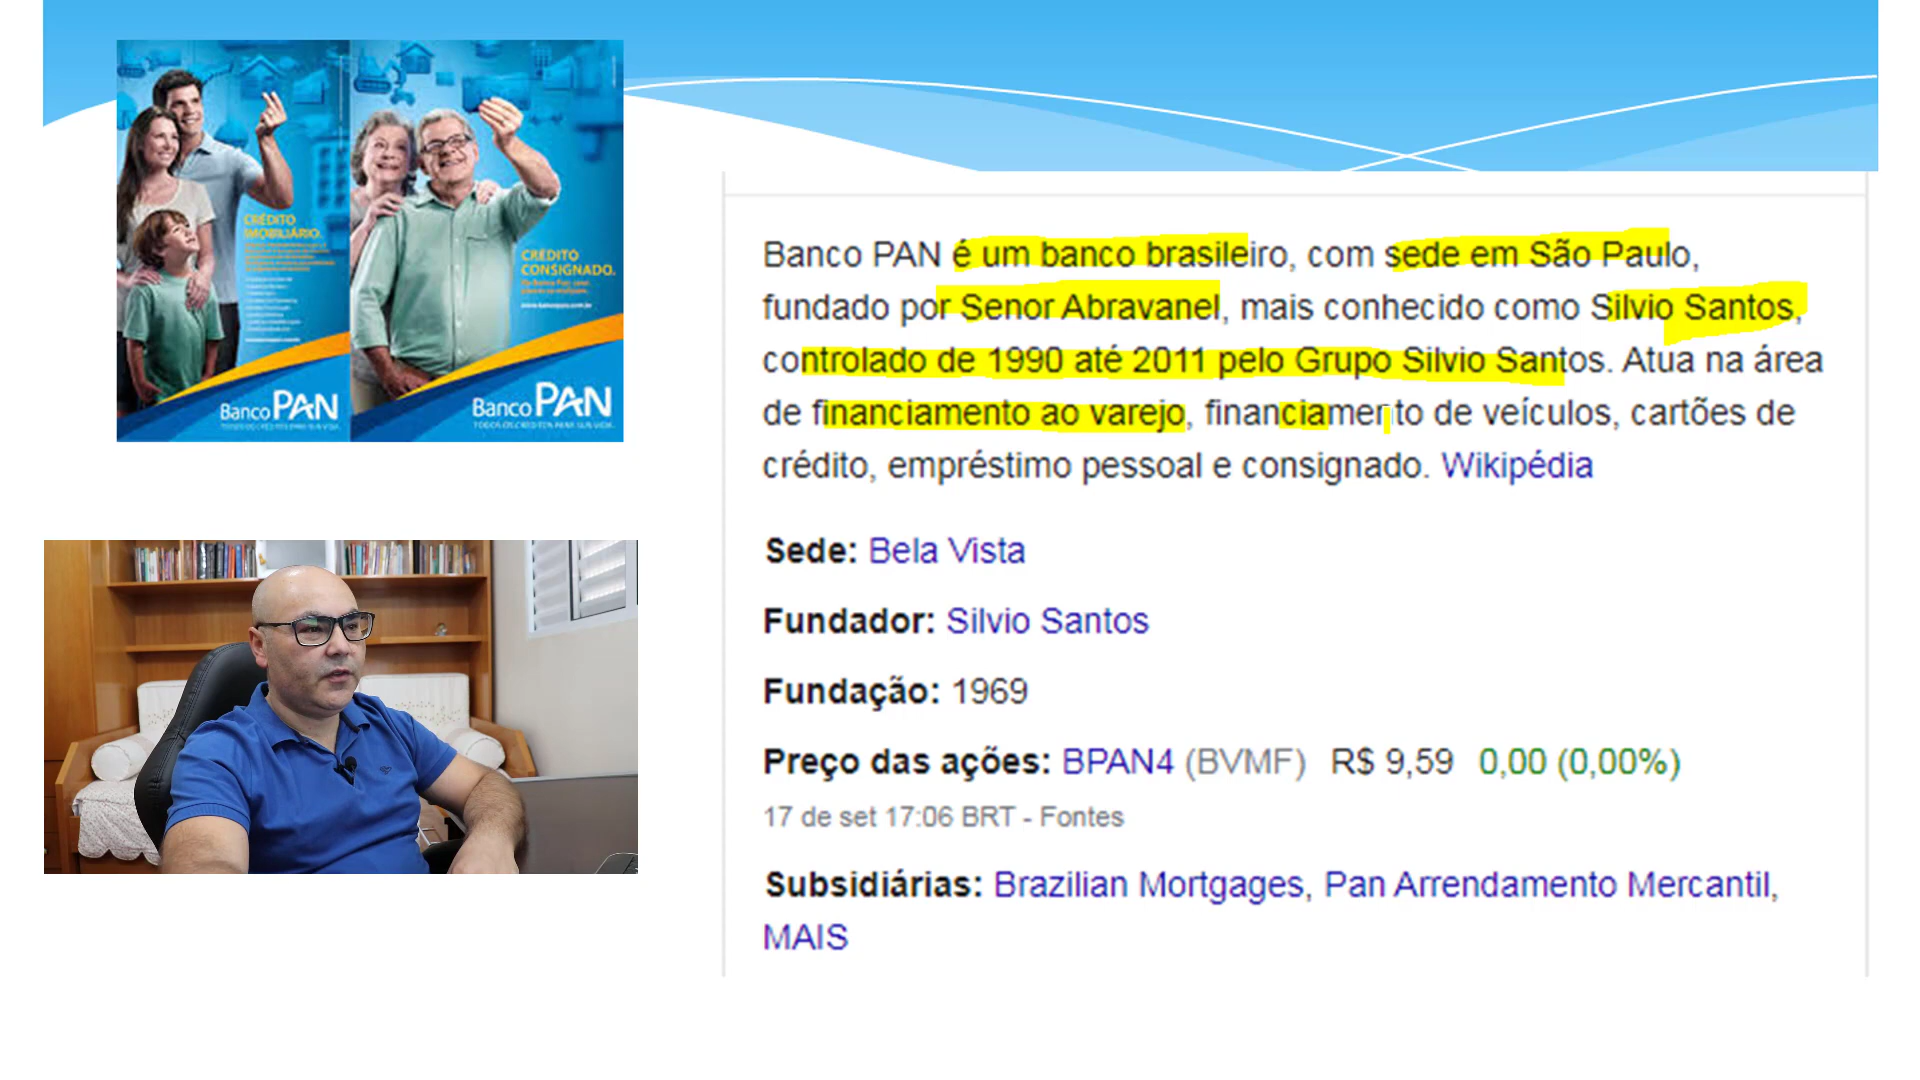 CRÉDITO
IMOBILIÁRIO.
Banco PAN
CRÉDITO
CONSIGNADO.
Banco PAN
Banco PAN é um banco brasileiro, com sede em São Paulo,
fundado por Senor Abravanel, mais conhecido como Silvio Santos,
controlado de 1990 até 2011 pelo Grupo Silvio Santos. Atua na área
de financiamento ao varejo, financiamento de veículos, cartões de
crédito, empréstimo pessoal e consignado. Wikipédia
Sede: Bela Vista
Fundador: Silvio Santos
Fundação: 1969
Preço das ações: BPAN4 (BVMF) R$ 9,59 0,00 (0,00%)
17 de set 17:06 BRT - Fontes
Subsidiárias: Brazilian Mortgages, Pan Arrendamento Mercantil,
MAIS